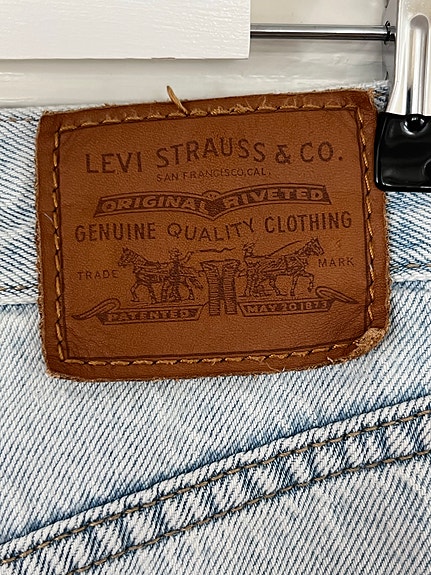 LEVI STRAUSS & CO.
SAN FRANCISCO, CAL.
ORIGINAL RIVETED
GENUINE QUALITY CLOTHING
TRADE MARK
PATENTED MAY 20 1873